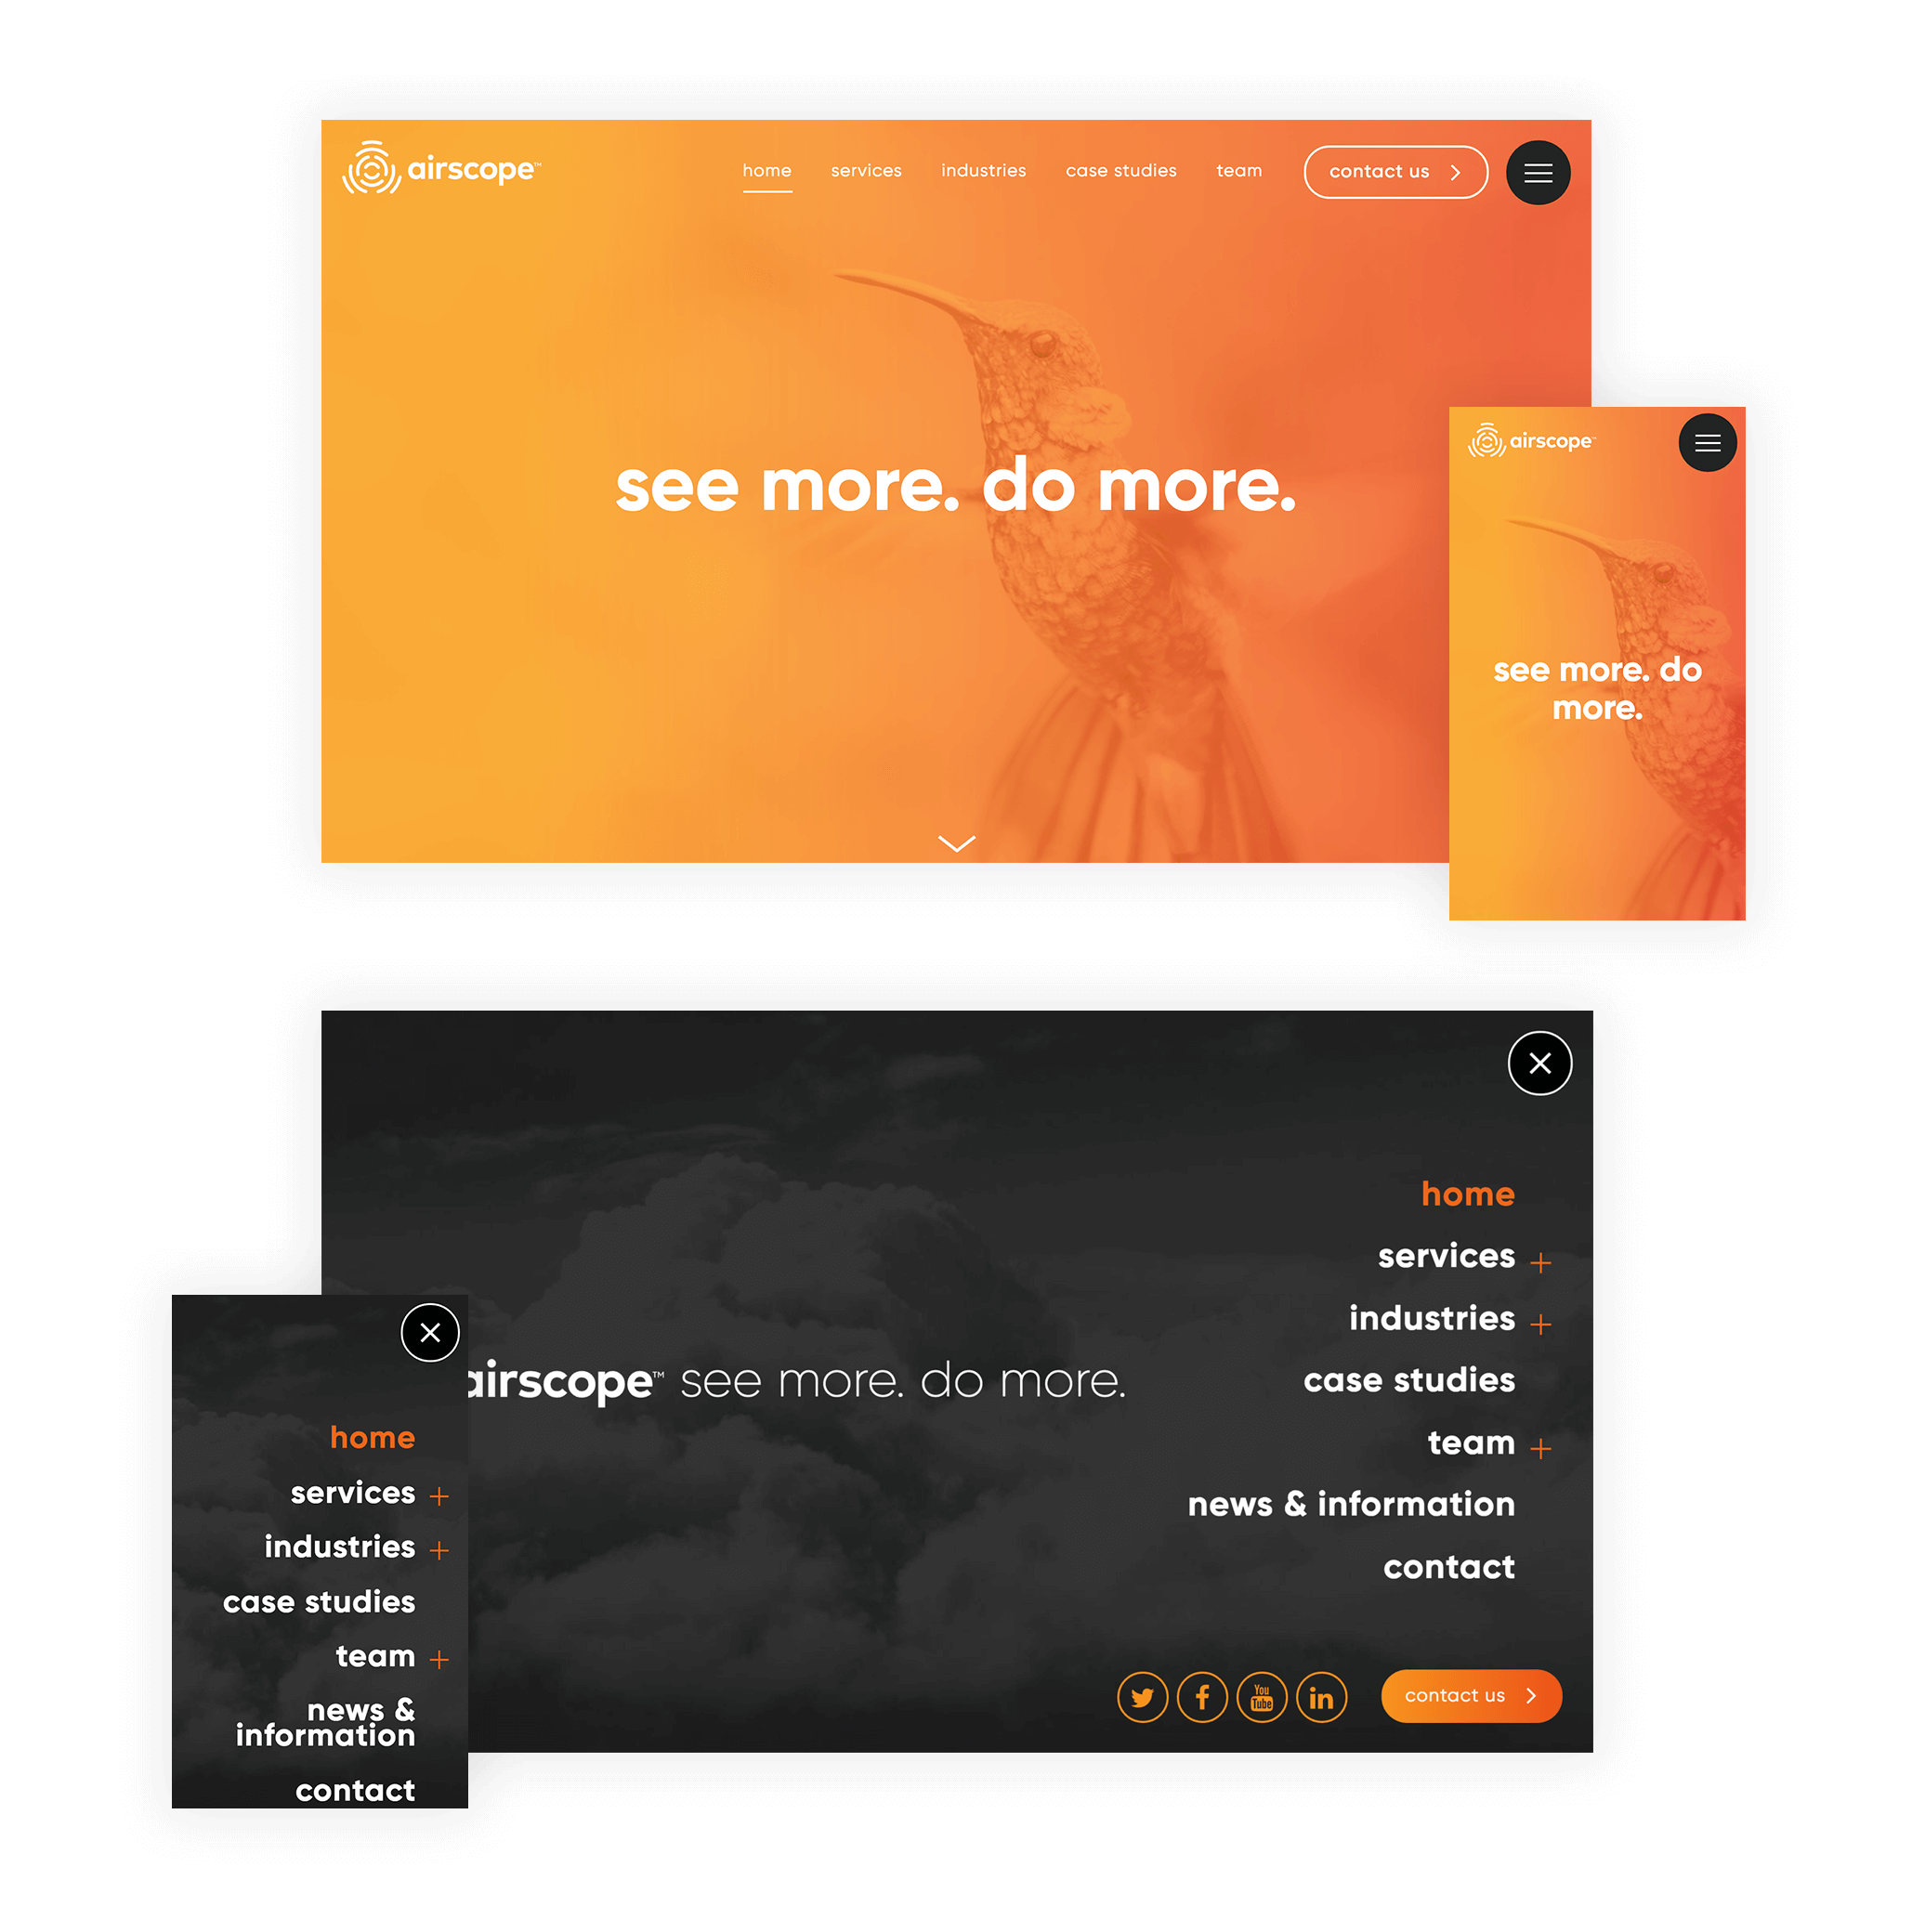 airscope™
home
services
industries
case studies
team
contact us
see more. do more.
airscope™
see more. do
more.
home
services
industries
case studies
team
news & information
contact
airscope™ see more. do more.
You
Tube
contact us
home
services
industries
case studies
team
news &
information
contact